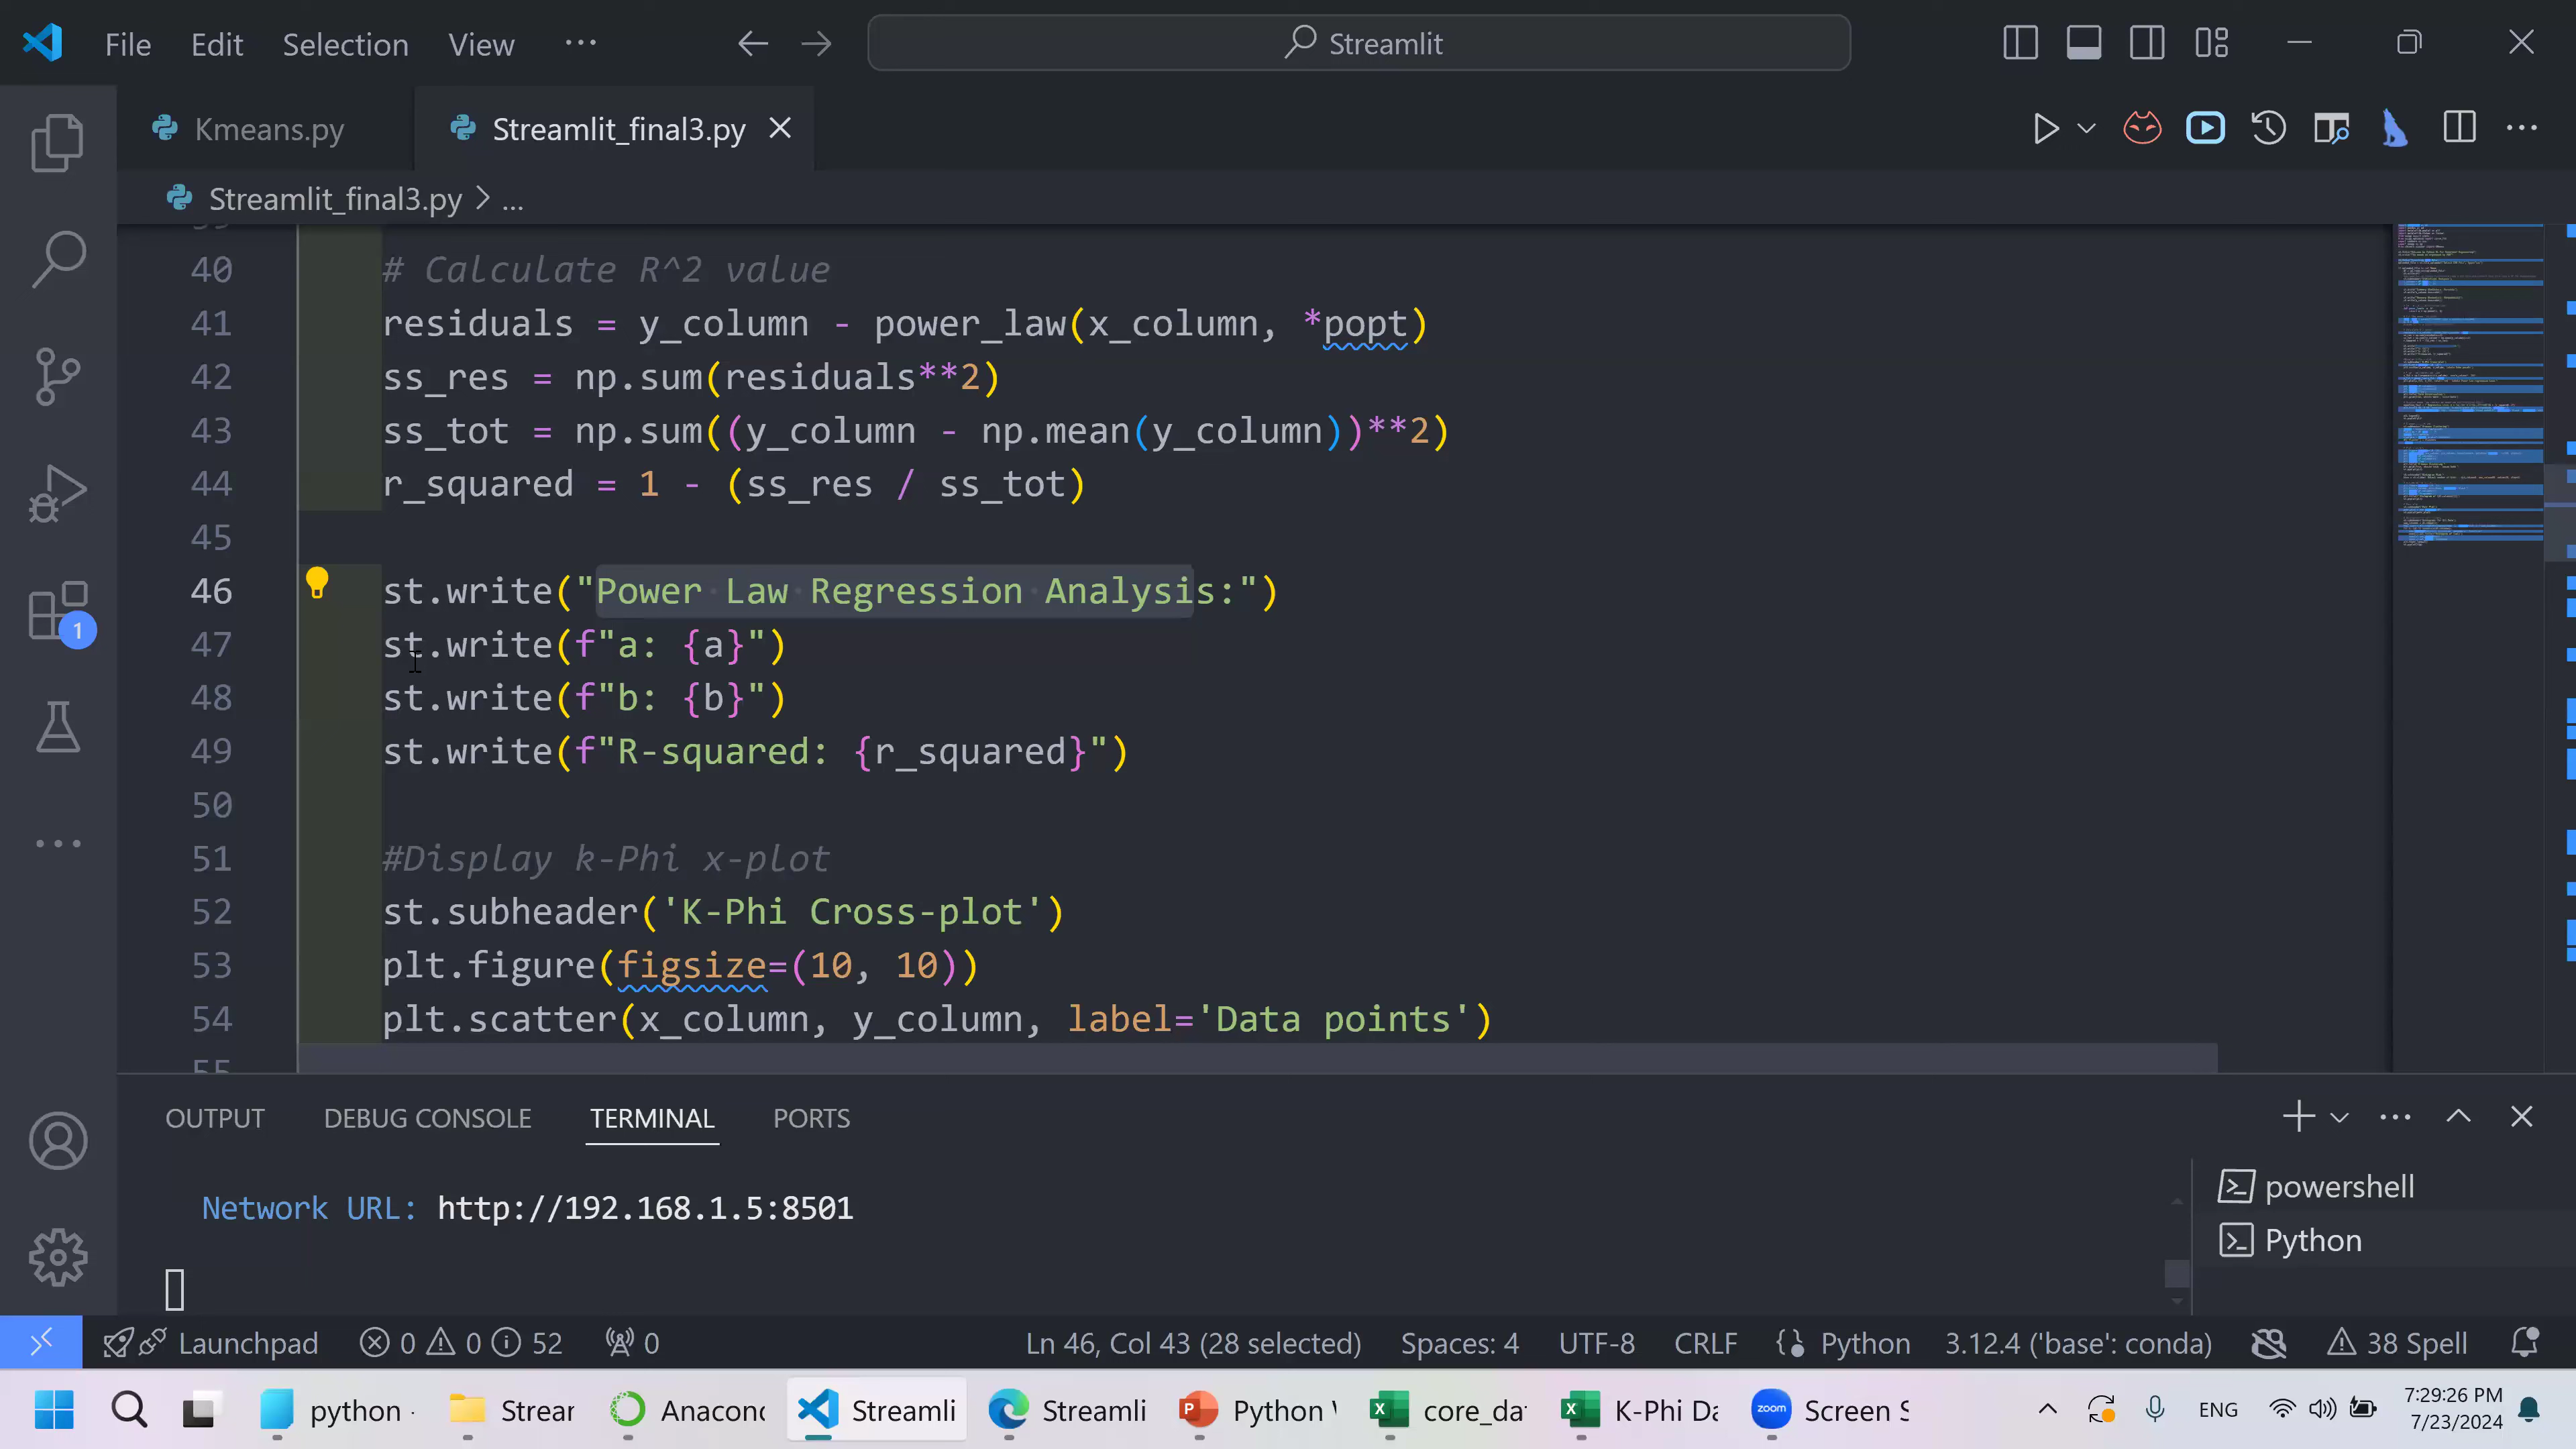 File Edit Selection View ... Streamlit
Kmeans.py Streamlit_final3.py
Streamlit_final3.py > ...
40 # Calculate R^2 value
41 residuals = y_column - power_law(x_column, *popt)
42 ss_res = np.sum(residuals**2)
43 ss_tot = np.sum((y_column - np.mean(y_column))**2)
44 r_squared = 1 - (ss_res / ss_tot)
45
46 st.write("Power Law Regression Analysis:")
47 st.write(f"a: {a}")
48 st.write(f"b: {b}")
49 st.write(f"R-squared: {r_squared}")
50
51 #Display k-Phi x-plot
52 st.subheader('K-Phi Cross-plot')
53 plt.figure(figsize=(10, 10))
54 plt.scatter(x_column, y_column, label='Data points')
55
1
OUTPUT DEBUG CONSOLE TERMINAL PORTS
Network URL: http://192.168.1.5:8501
powershell
Python
Launchpad 0 0 52 0 Ln 46, Col 43 (28 selected) Spaces: 4 UTF-8 CRLF Python 3.12.4 ('base': conda) 38 Spell
python - Strear Anacon Streamli Streamli Python core_da K-Phi Da zoom Screen S ENG 7:29:26 PM
7/23/2024